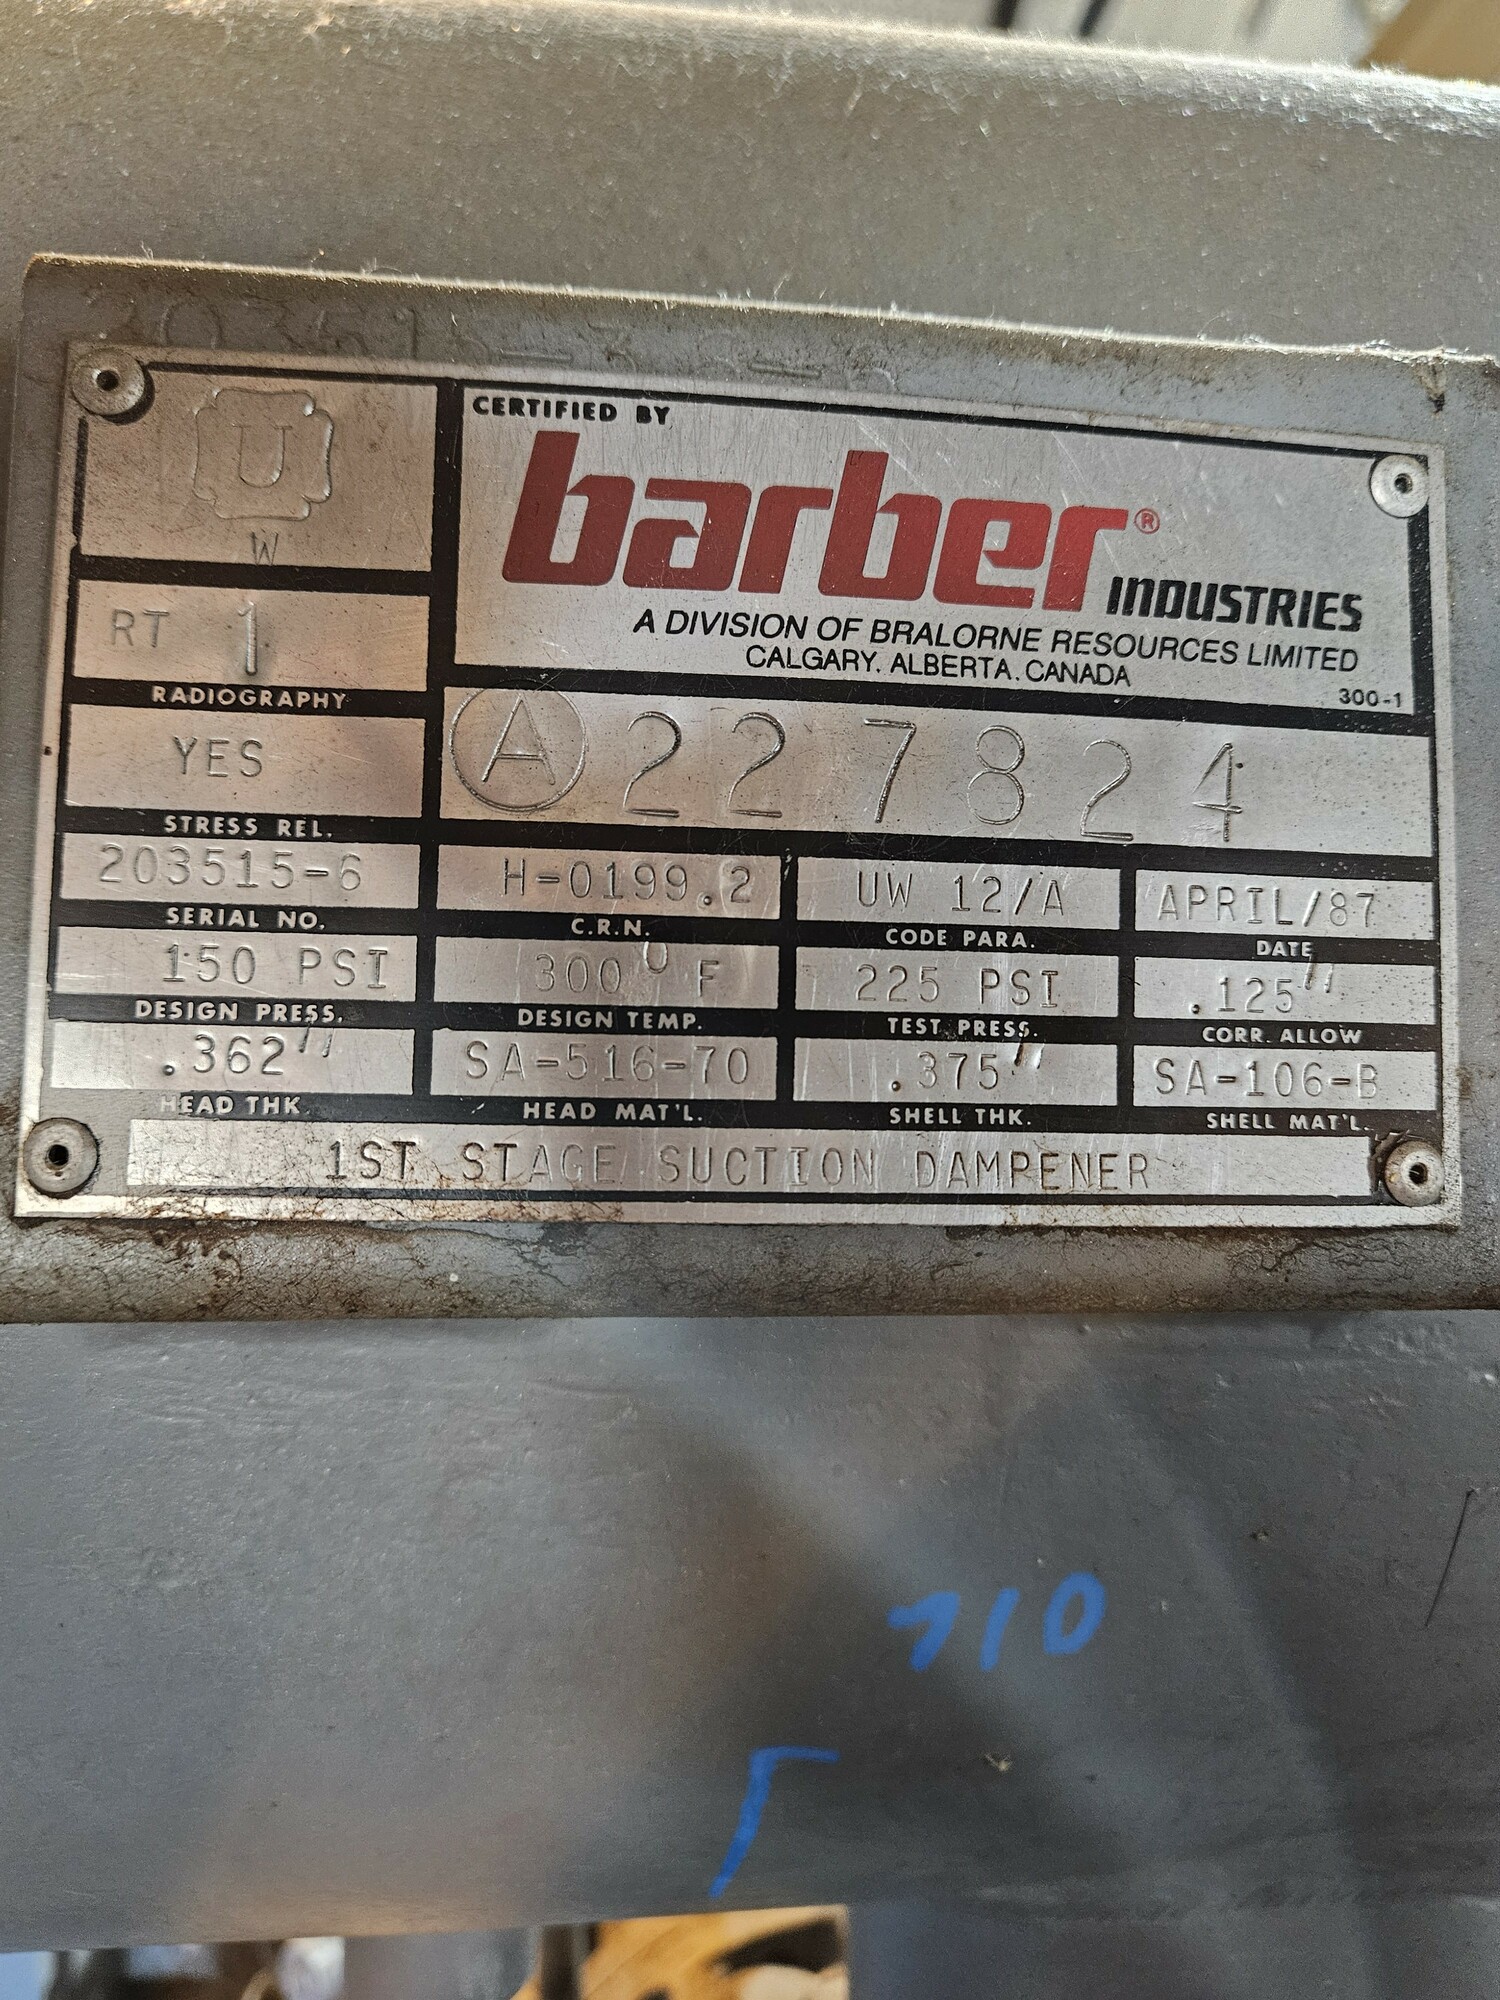 U
W
CERTIFIED BY
barber® INDUSTRIES
A DIVISION OF BRALORNE RESOURCES LIMITED
CALGARY. ALBERTA. CANADA
300-1
RT 1
RADIOGRAPHY
YES
STRESS REL.
A 227824
203515-6
SERIAL NO.
H-0199.2
C.R.N.
UW 12/A
CODE PARA.
APRIL/87
DATE
150 PSI
DESIGN PRESS.
300° F
DESIGN TEMP.
225 PSI
TEST PRESS.
.125"
CORR. ALLOW
.362"
HEAD THK
SA-516-70
HEAD MAT'L.
.375"
SHELL THK.
SA-106-B
SHELL MAT'L.
1ST STAGE SUCTION DAMPENER
710